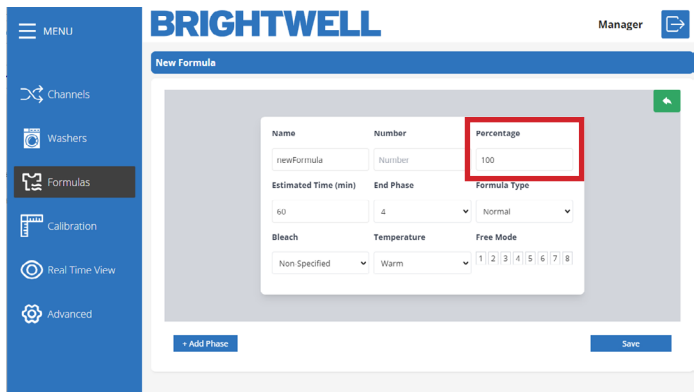 MENU
BRIGHTWELL
Manager
New Formula
Channels
Washers
Formulas
Calibration
Real Time View
Advanced
Name Number Percentage
newFormula Number 100
Estimated Time (min) End Phase Formula Type
60 4 Normal
Bleach Temperature Free Mode
Non Specified Warm 1 2 3 4 5 6 7 8
+ Add Phase Save